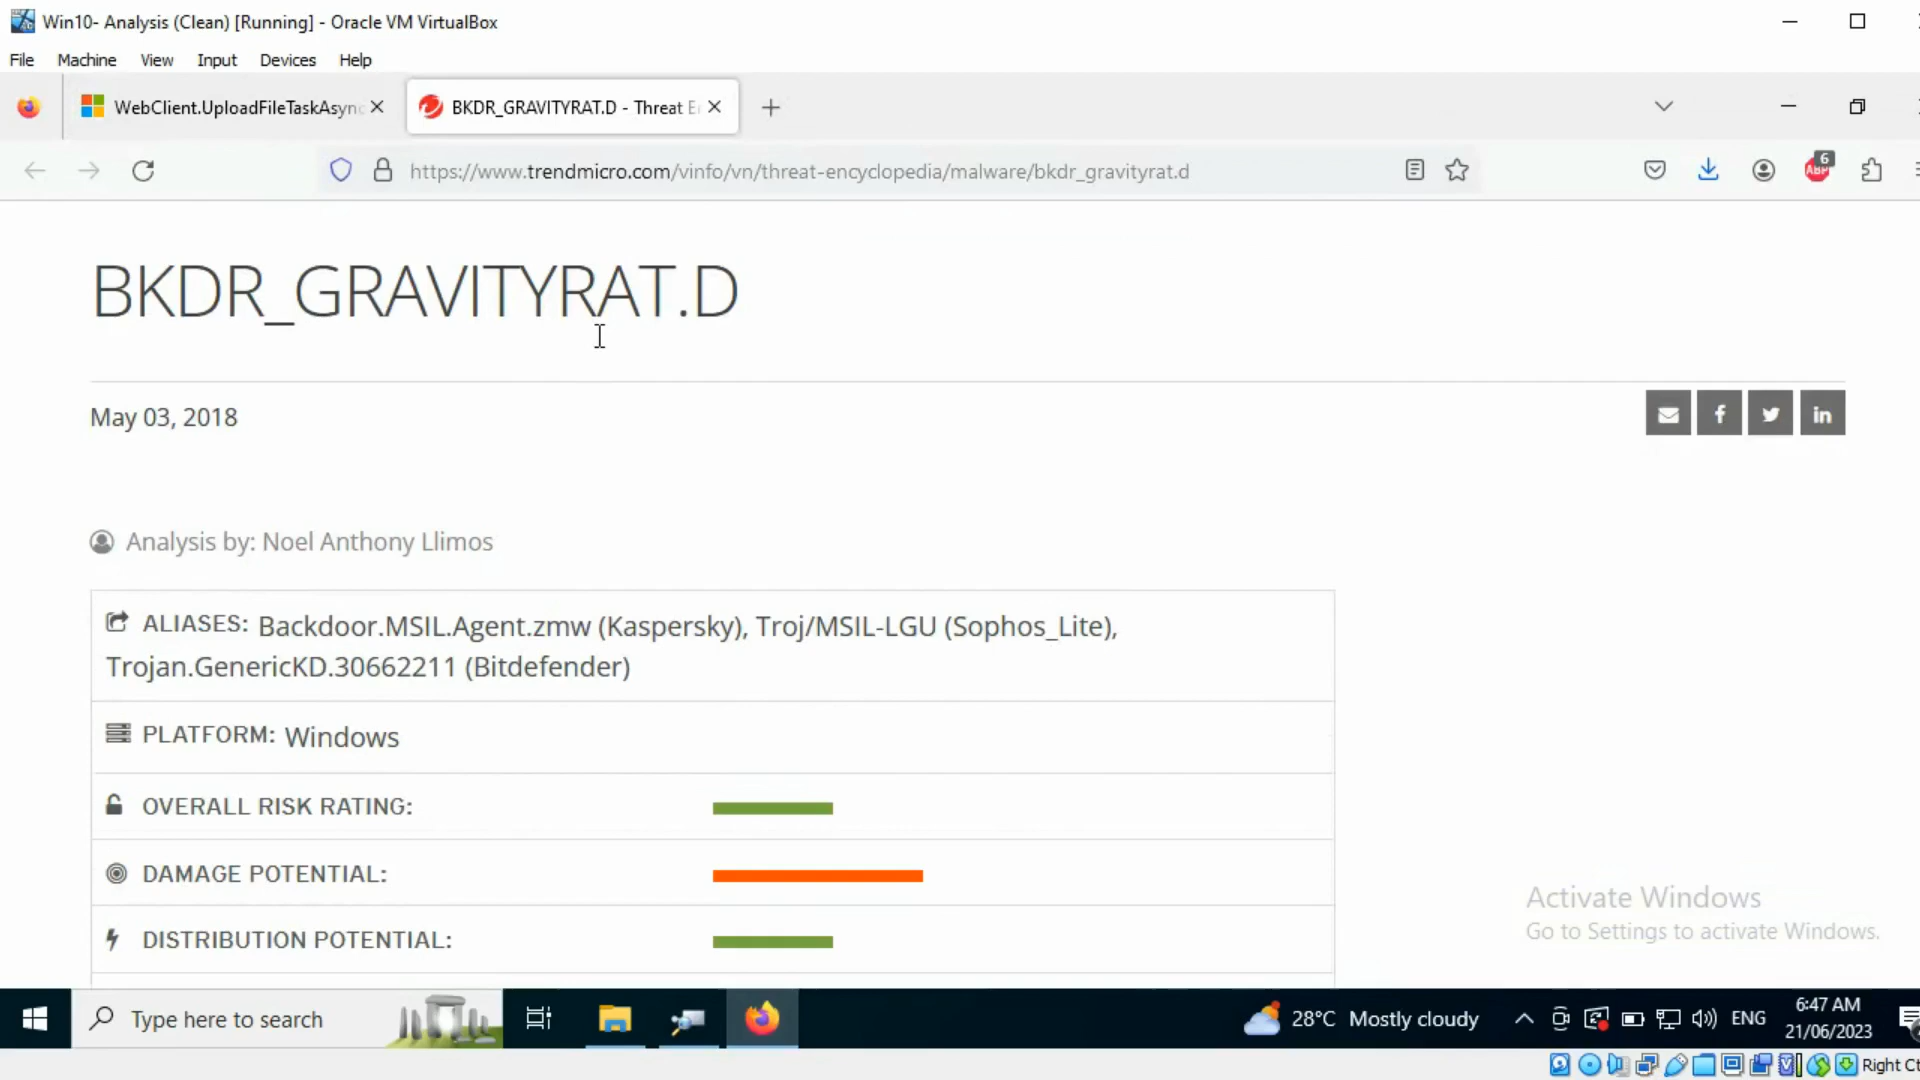 Win10- Analysis (Clean) [Running] - Oracle VM VirtualBox
File Machine View Input Devices Help
WebClient.UploadFileTaskAsync
BKDR_GRAVITYRAT.D - Threat E
https://www.trendmicro.com/vinfo/vn/threat-encyclopedia/malware/bkdr_gravityrat.d
6
ABP
BKDR_GRAVITYRAT.D
May 03, 2018
Analysis by: Noel Anthony Llimos
ALIASES: Backdoor.MSIL.Agent.zmw (Kaspersky), Troj/MSIL-LGU (Sophos_Lite),
Trojan.GenericKD.30662211 (Bitdefender)
PLATFORM: Windows
OVERALL RISK RATING:
DAMAGE POTENTIAL:
DISTRIBUTION POTENTIAL:
Activate Windows
Go to Settings to activate Windows.
Type here to search
28°C Mostly cloudy
ENG
6:47 AM
21/06/2023
Right Ct